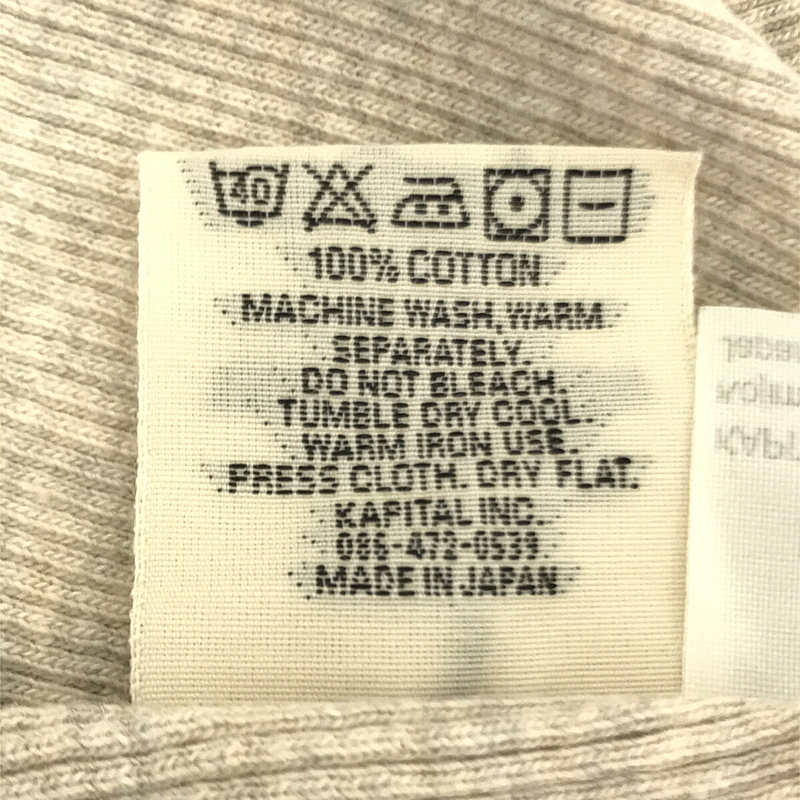 40
100% COTTON
MACHINE WASH, WARM
SEPARATELY.
DO NOT BLEACH.
TUMBLE DRY COOL.
WARM IRON USE.
PRESS CLOTH. DRY FLAT.
KAPITAL INC.
086-472-0539
MADE IN JAPAN